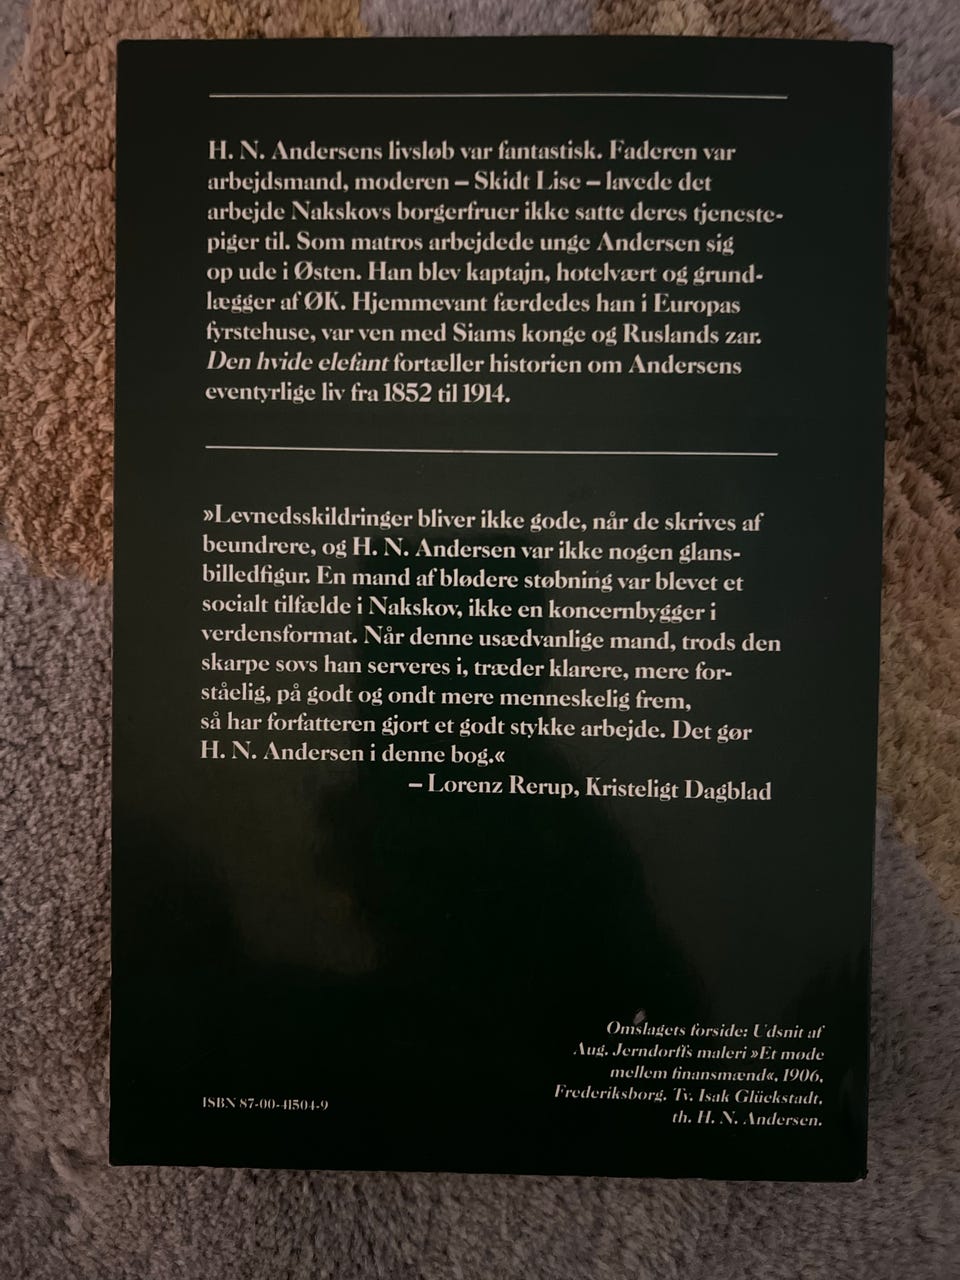 H. N. Andersens livsløb var fantastisk. Faderen var
arbejdsmand, moderen – Skidt Lise – lavede det
arbejde Nakskovs borgerfruer ikke satte deres tjeneste-
piger til. Som matros arbejdede unge Andersen sig
op ude i Østen. Han blev kaptajn, hotelvært og grund-
lægger af ØK. Hjemmevant færdedes han i Europas
fyrstehuse, var ven med Siams konge og Ruslands zar.
Den hvide elefant fortæller historien om Andersens
eventyrlige liv fra 1852 til 1914.
»Levnedsskildringer bliver ikke gode, når de skrives af
beundrere, og H. N. Andersen var ikke nogen glans-
billedfigur. En mand af blødere støbning var blevet et
socialt tilfælde i Nakskov, ikke en koncernbygger i
verdensformat. Når denne usædvanlige mand, trods den
skarpe sovs han serveres i, træder klarere, mere for-
ståelig, på godt og ondt mere menneskelig frem,
så har forfatteren gjort et godt stykke arbejde. Det gør
H. N. Andersen i denne bog.«
– Lorenz Rerup, Kristeligt Dagblad
Omslagets forside: Udsnit af
Aug. Jerndorffs maleri »Et møde
mellem finansmænd«, 1906,
Frederiksborg. Tv. Isak Glückstadt,
th. H. N. Andersen.
ISBN 87-00-41504-9